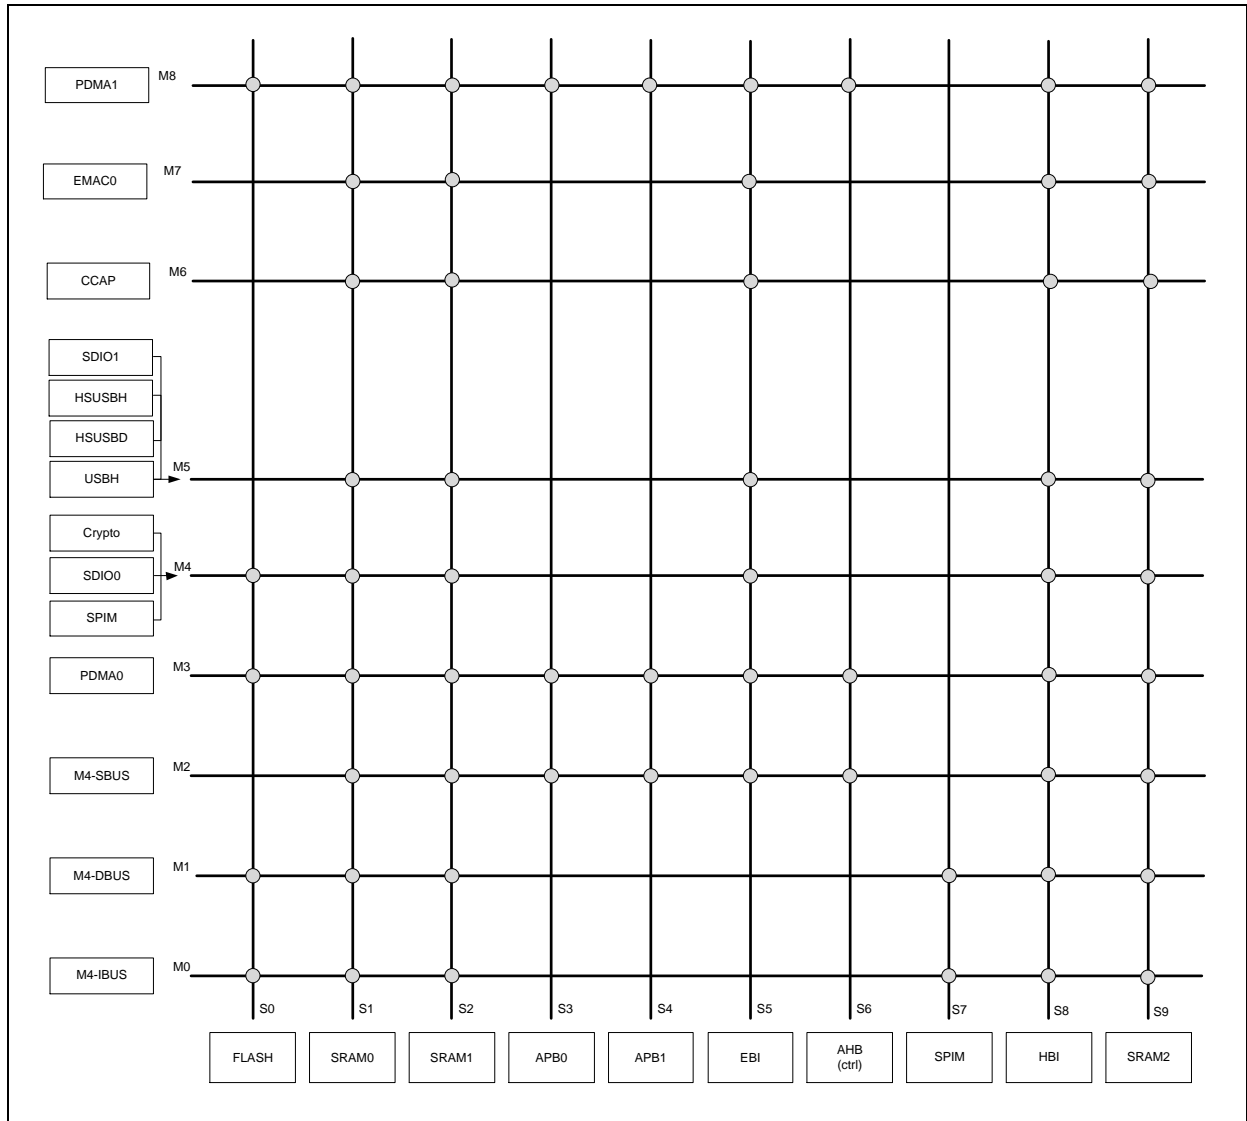 PDMA1 M8
EMAC0 M7
CCAP M6
SDIO1
HSUSBH
HSUSBD
USBH M5
Crypto
SDIO0 M4
SPIM
PDMA0 M3
M4-SBUS M2
M4-DBUS M1
M4-IBUS M0
S0 S1 S2 S3 S4 S5 S6 S7 S8 S9
FLASH SRAM0 SRAM1 APB0 APB1 EBI AHB SPIM HBI SRAM2
(ctrl)